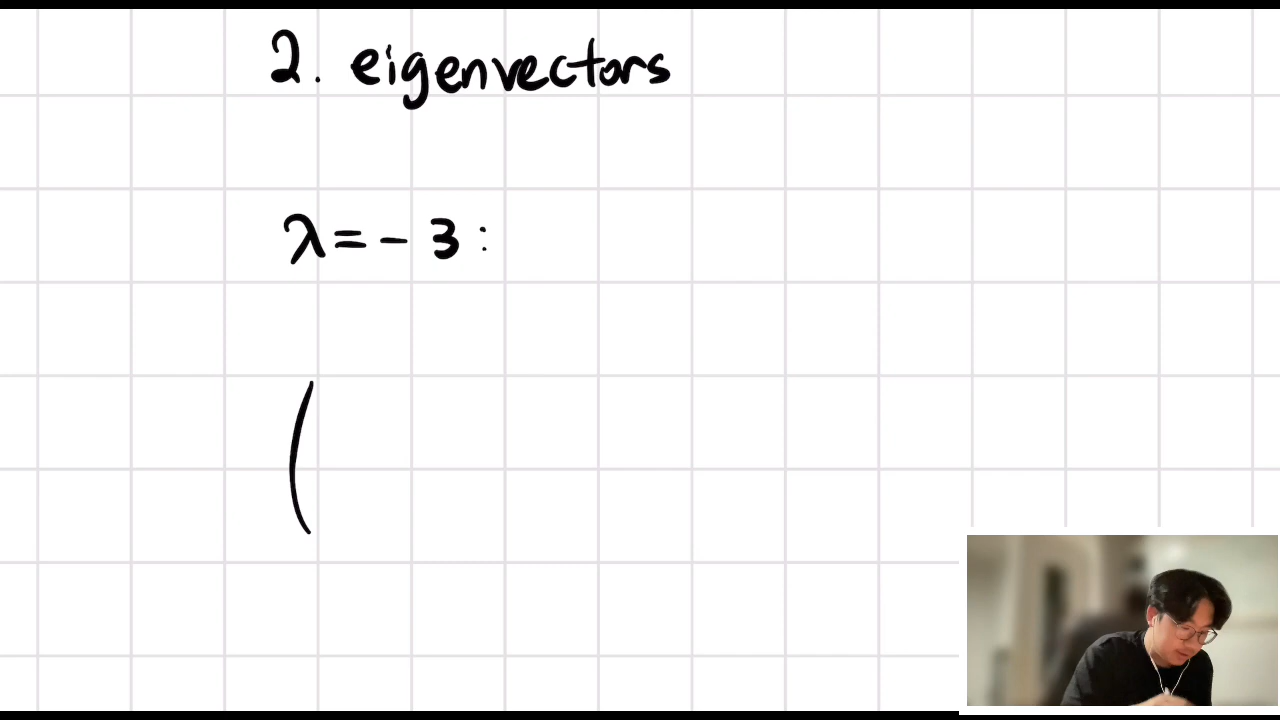 2. eigenvectors
λ = - 3 :
(